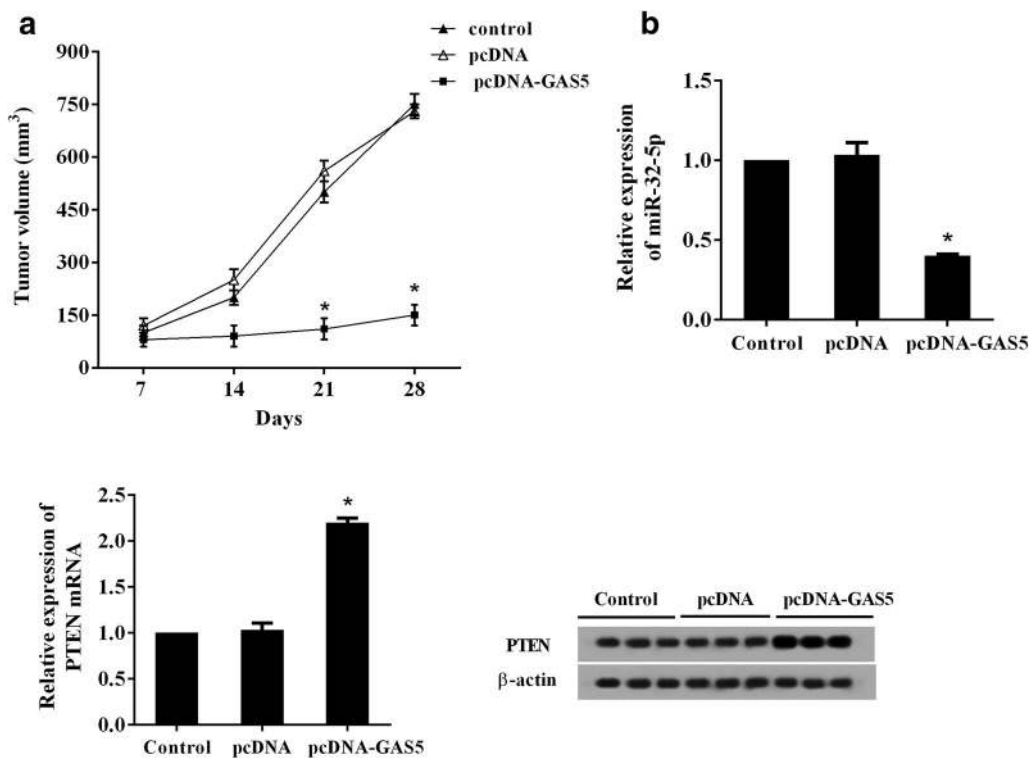 a
control
pcDNA
pcDNA-GAS5
900
750
600
450
300
150
0
Tumor volume (mm³)
*
*
7 14 21 28
Days
b
Relative expression
of miR-32-5p
1.5
1.0
0.5
0.0
*
Control pcDNA pcDNA-GAS5
Relative expression of
PTEN mRNA
2.5
2.0
1.0
0.5
0.0
*
Control pcDNA pcDNA-GAS5
Control pcDNA pcDNA-GAS5
PTEN
β-actin